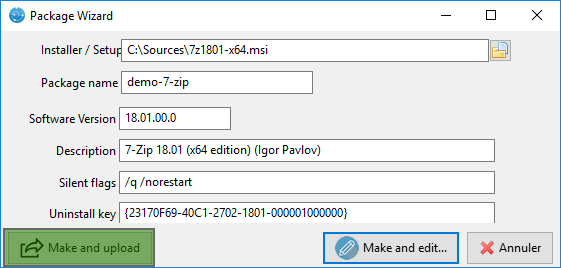 Package Wizard
Installer / Setup C:\Sources\7z1801-x64.msi
Package name demo-7-zip
Software Version 18.01.00.0
Description 7-Zip 18.01 (x64 edition) (Igor Pavlov)
Silent flags /q /norestart
Uninstall key {23170F69-40C1-2702-1801-000001000000}
Make and upload Make and edit... Annuler